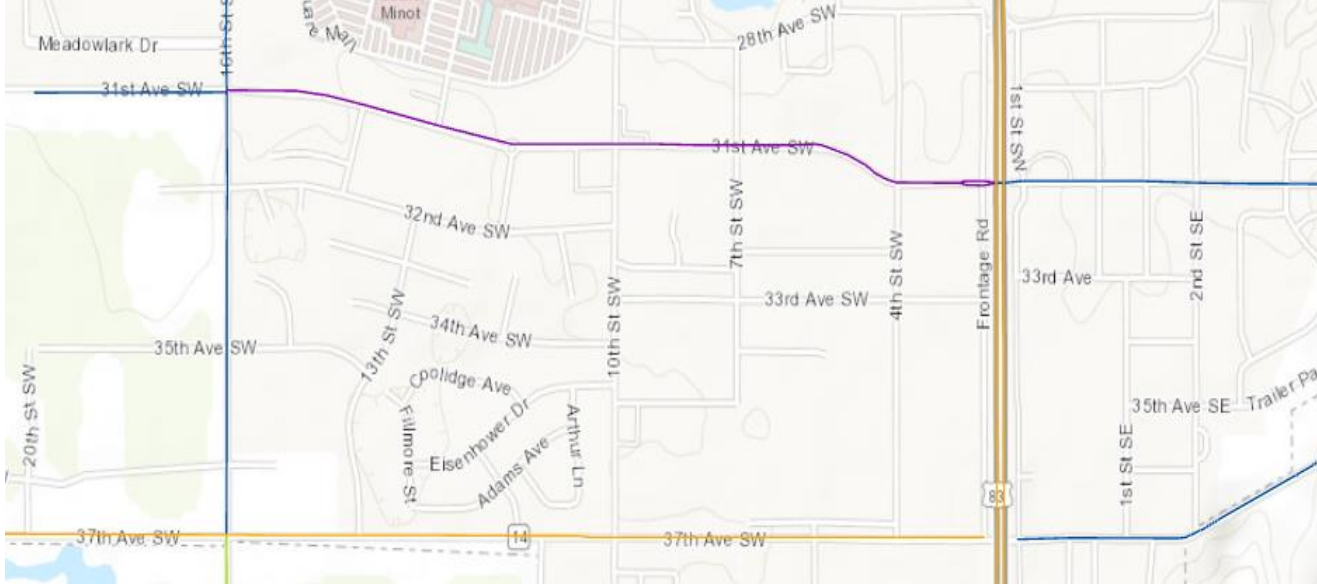 Minot
28th Ave SW
Meadowlark Dr
16th St S
31st Ave SW
1st St SW
31st Ave SW
32nd Ave SW
7th St SW
4th St SW
Frontage Rd
2nd St SE
33rd Ave
33rd Ave SW
13th St SW
10th St SW
34th Ave SW
35th Ave SW
20th St SW
Coolidge Ave
Fillmore St
Eisenhower Dr
Adams Ave
Arthur Ln
35th Ave SE
Trailer Pa
1st St SE
83
37th Ave SW
14
37th Ave SW